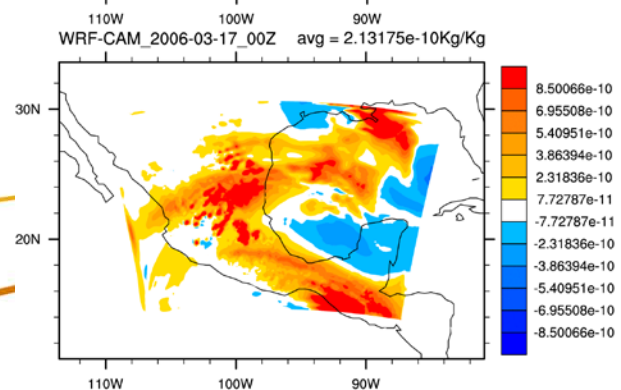 110W 100W 90W
WRF-CAM_2006-03-17_00Z avg = 2.13175e-10Kg/Kg
30N
20N
8.50066e-10
6.95508e-10
5.40951e-10
3.86394e-10
2.31836e-10
7.72787e-11
-7.72787e-11
-2.31836e-10
-3.86394e-10
-5.40951e-10
-6.95508e-10
-8.50066e-10
110W 100W 90W